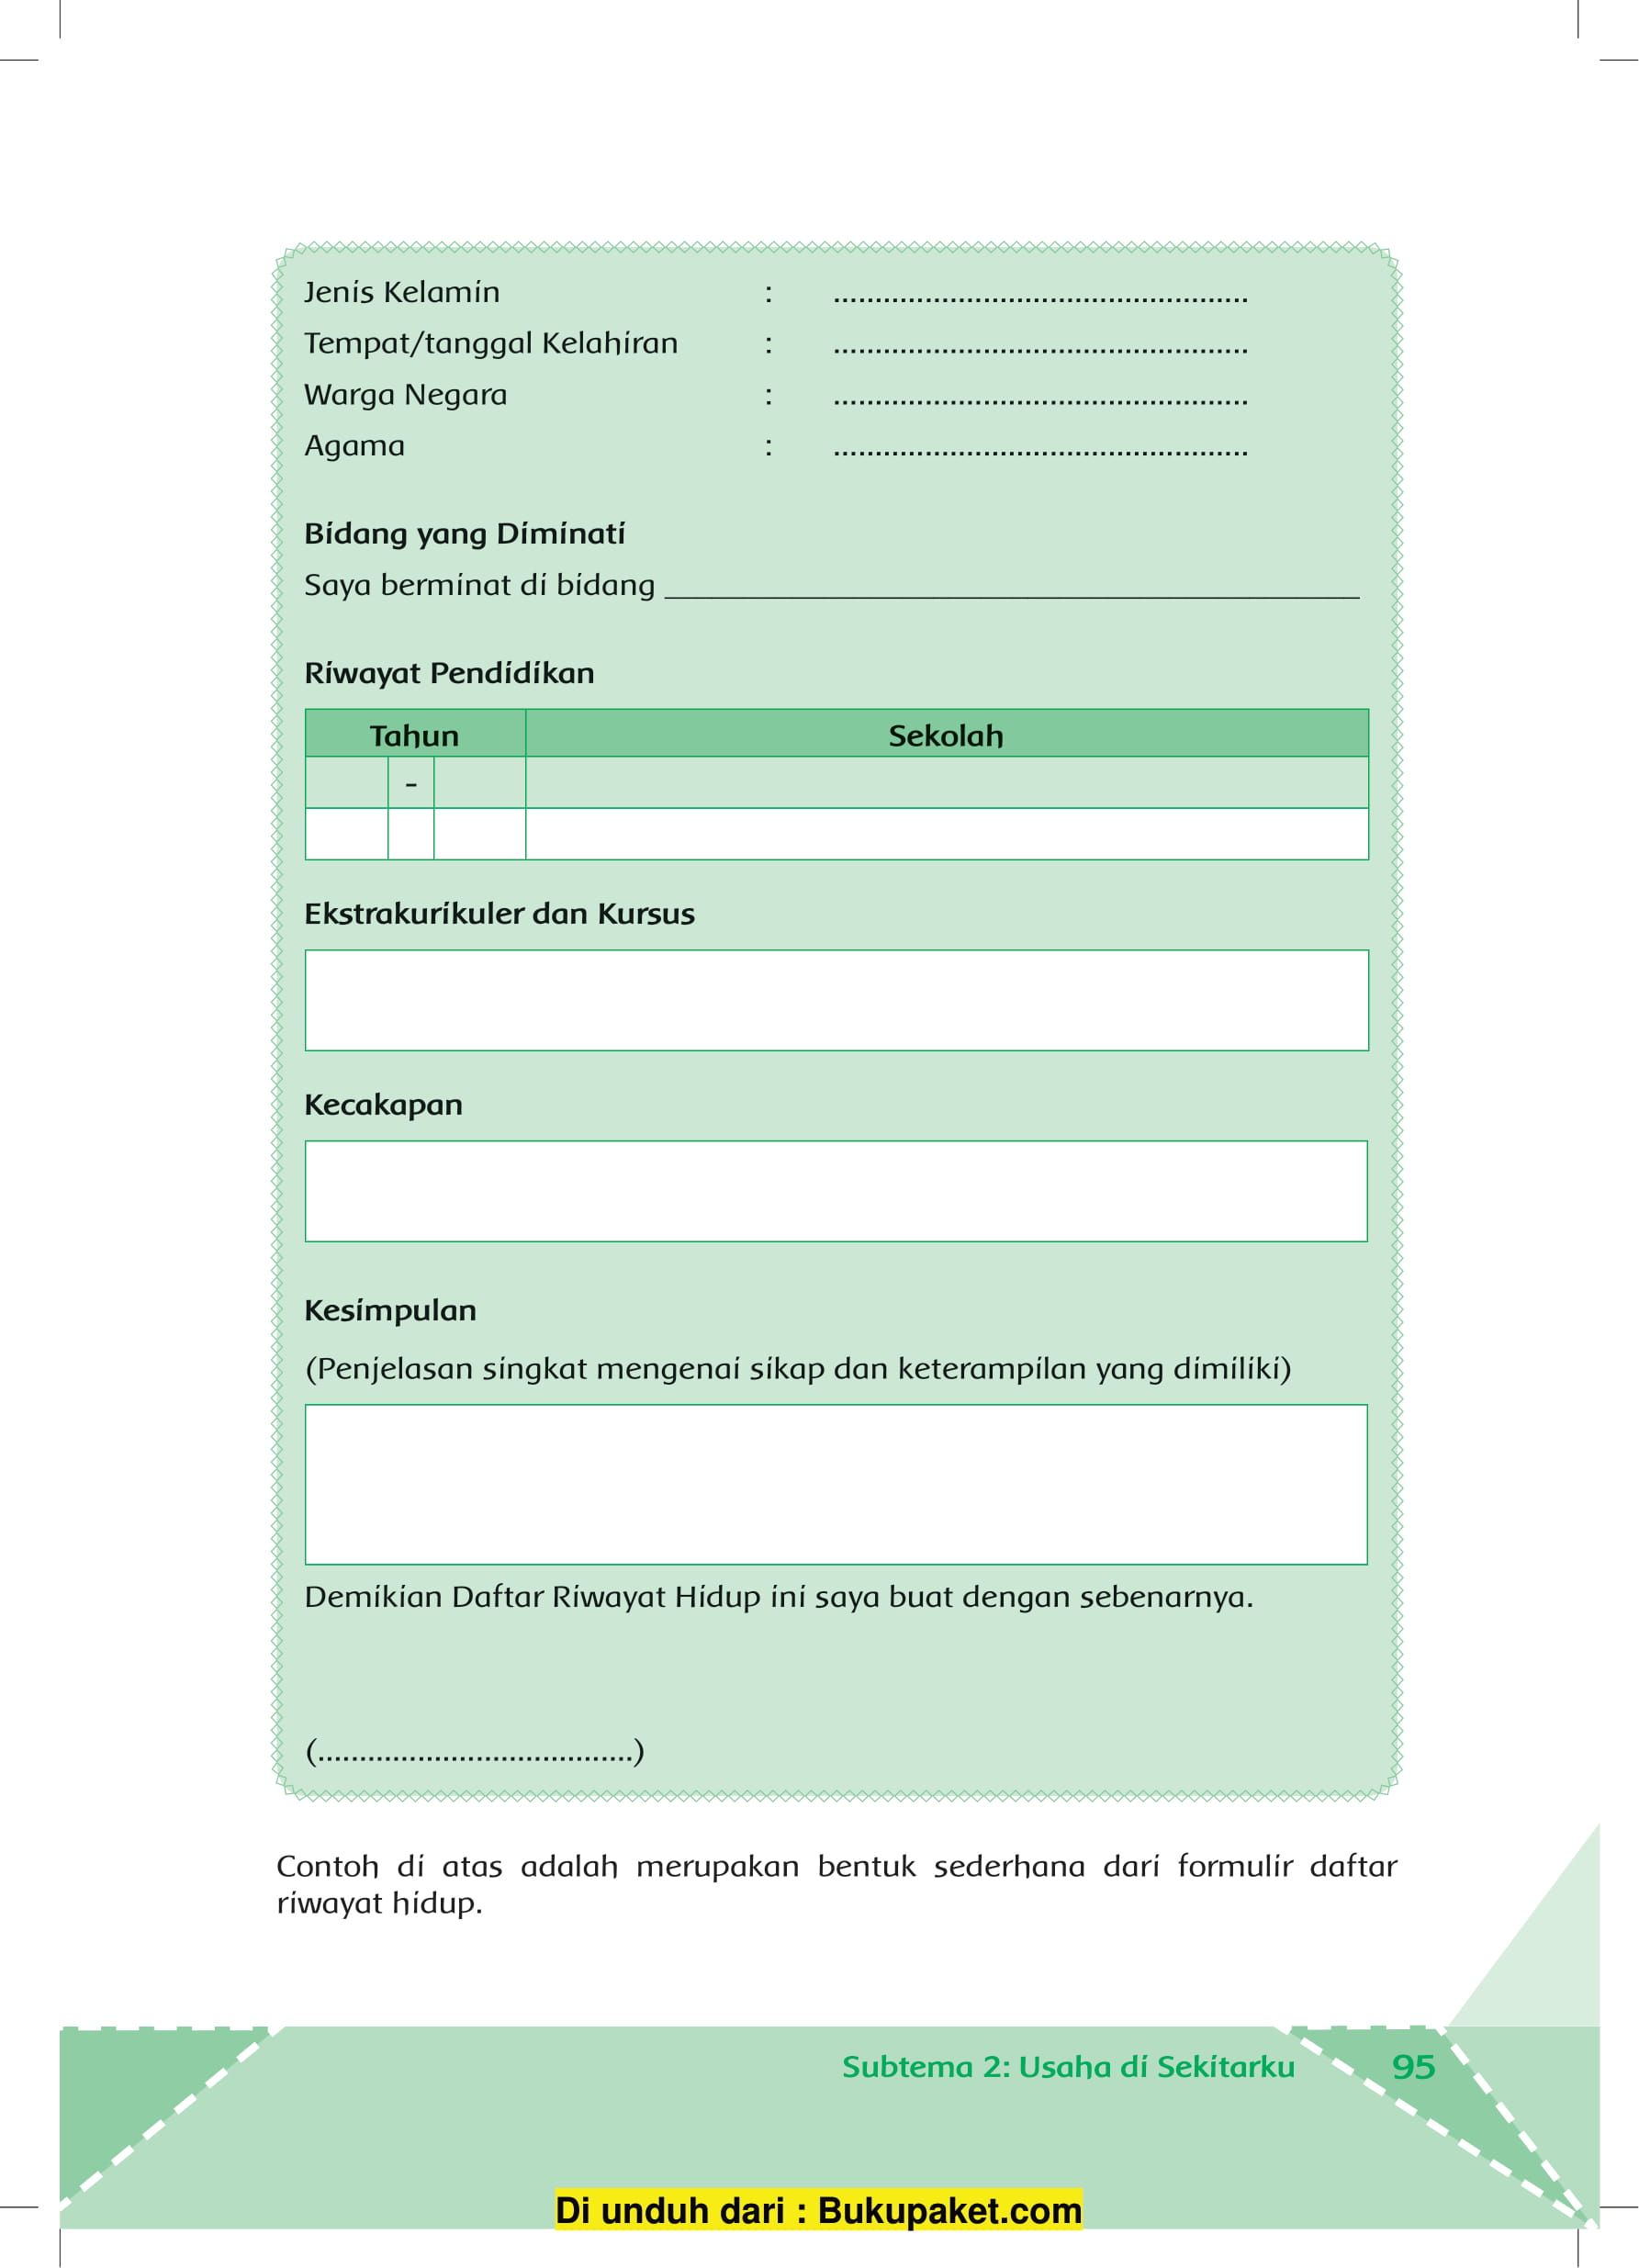 Jenis Kelamin : ..................................................
Tempat/tanggal Kelahiran : ..................................................
Warga Negara : ..................................................
Agama : ..................................................
Bidang yang Diminati
Saya berminat di bidang ____________________________________________
Riwayat Pendidikan
Tahun Sekolah
-
Ekstrakurikuler dan Kursus
Kecakapan
Kesimpulan
(Penjelasan singkat mengenai sikap dan keterampilan yang dimiliki)
Demikian Daftar Riwayat Hidup ini saya buat dengan sebenarnya.
(......................................)
Contoh di atas adalah merupakan bentuk sederhana dari formulir daftar
riwayat hidup.
Subtema 2: Usaha di Sekitarku 95
Di unduh dari : Bukupaket.com